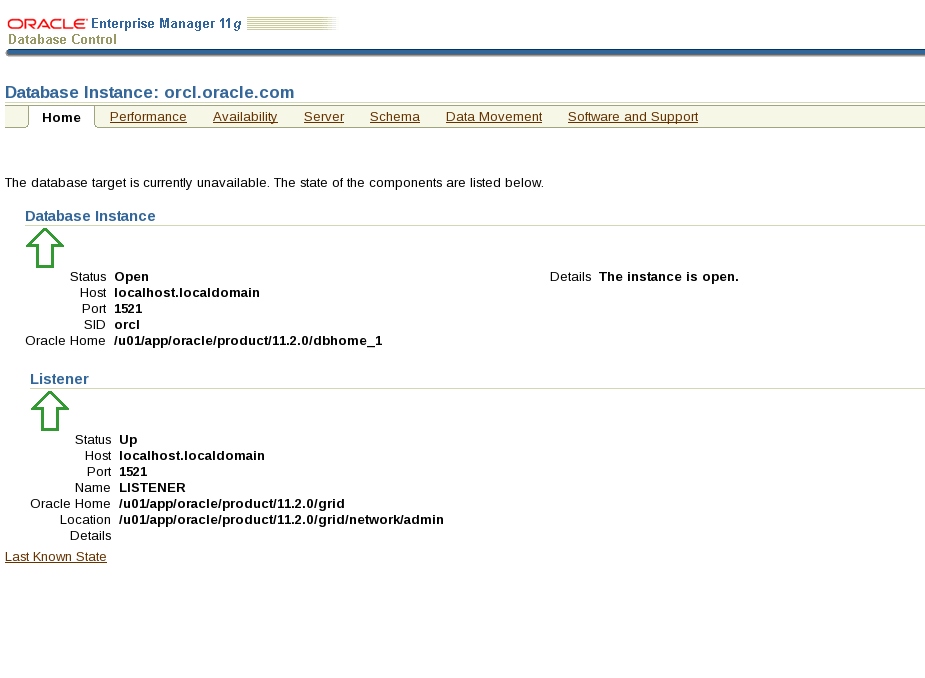 ORACLE Enterprise Manager 11g
Database Control
Database Instance: orcl.oracle.com
Home Performance Availability Server Schema Data Movement Software and Support
The database target is currently unavailable. The state of the components are listed below.
Database Instance
Status Open Details The instance is open.
Host localhost.localdomain
Port 1521
SID orcl
Oracle Home /u01/app/oracle/product/11.2.0/dbhome_1
Listener
Status Up
Host localhost.localdomain
Port 1521
Name LISTENER
Oracle Home /u01/app/oracle/product/11.2.0/grid
Location /u01/app/oracle/product/11.2.0/grid/network/admin
Details
Last Known State